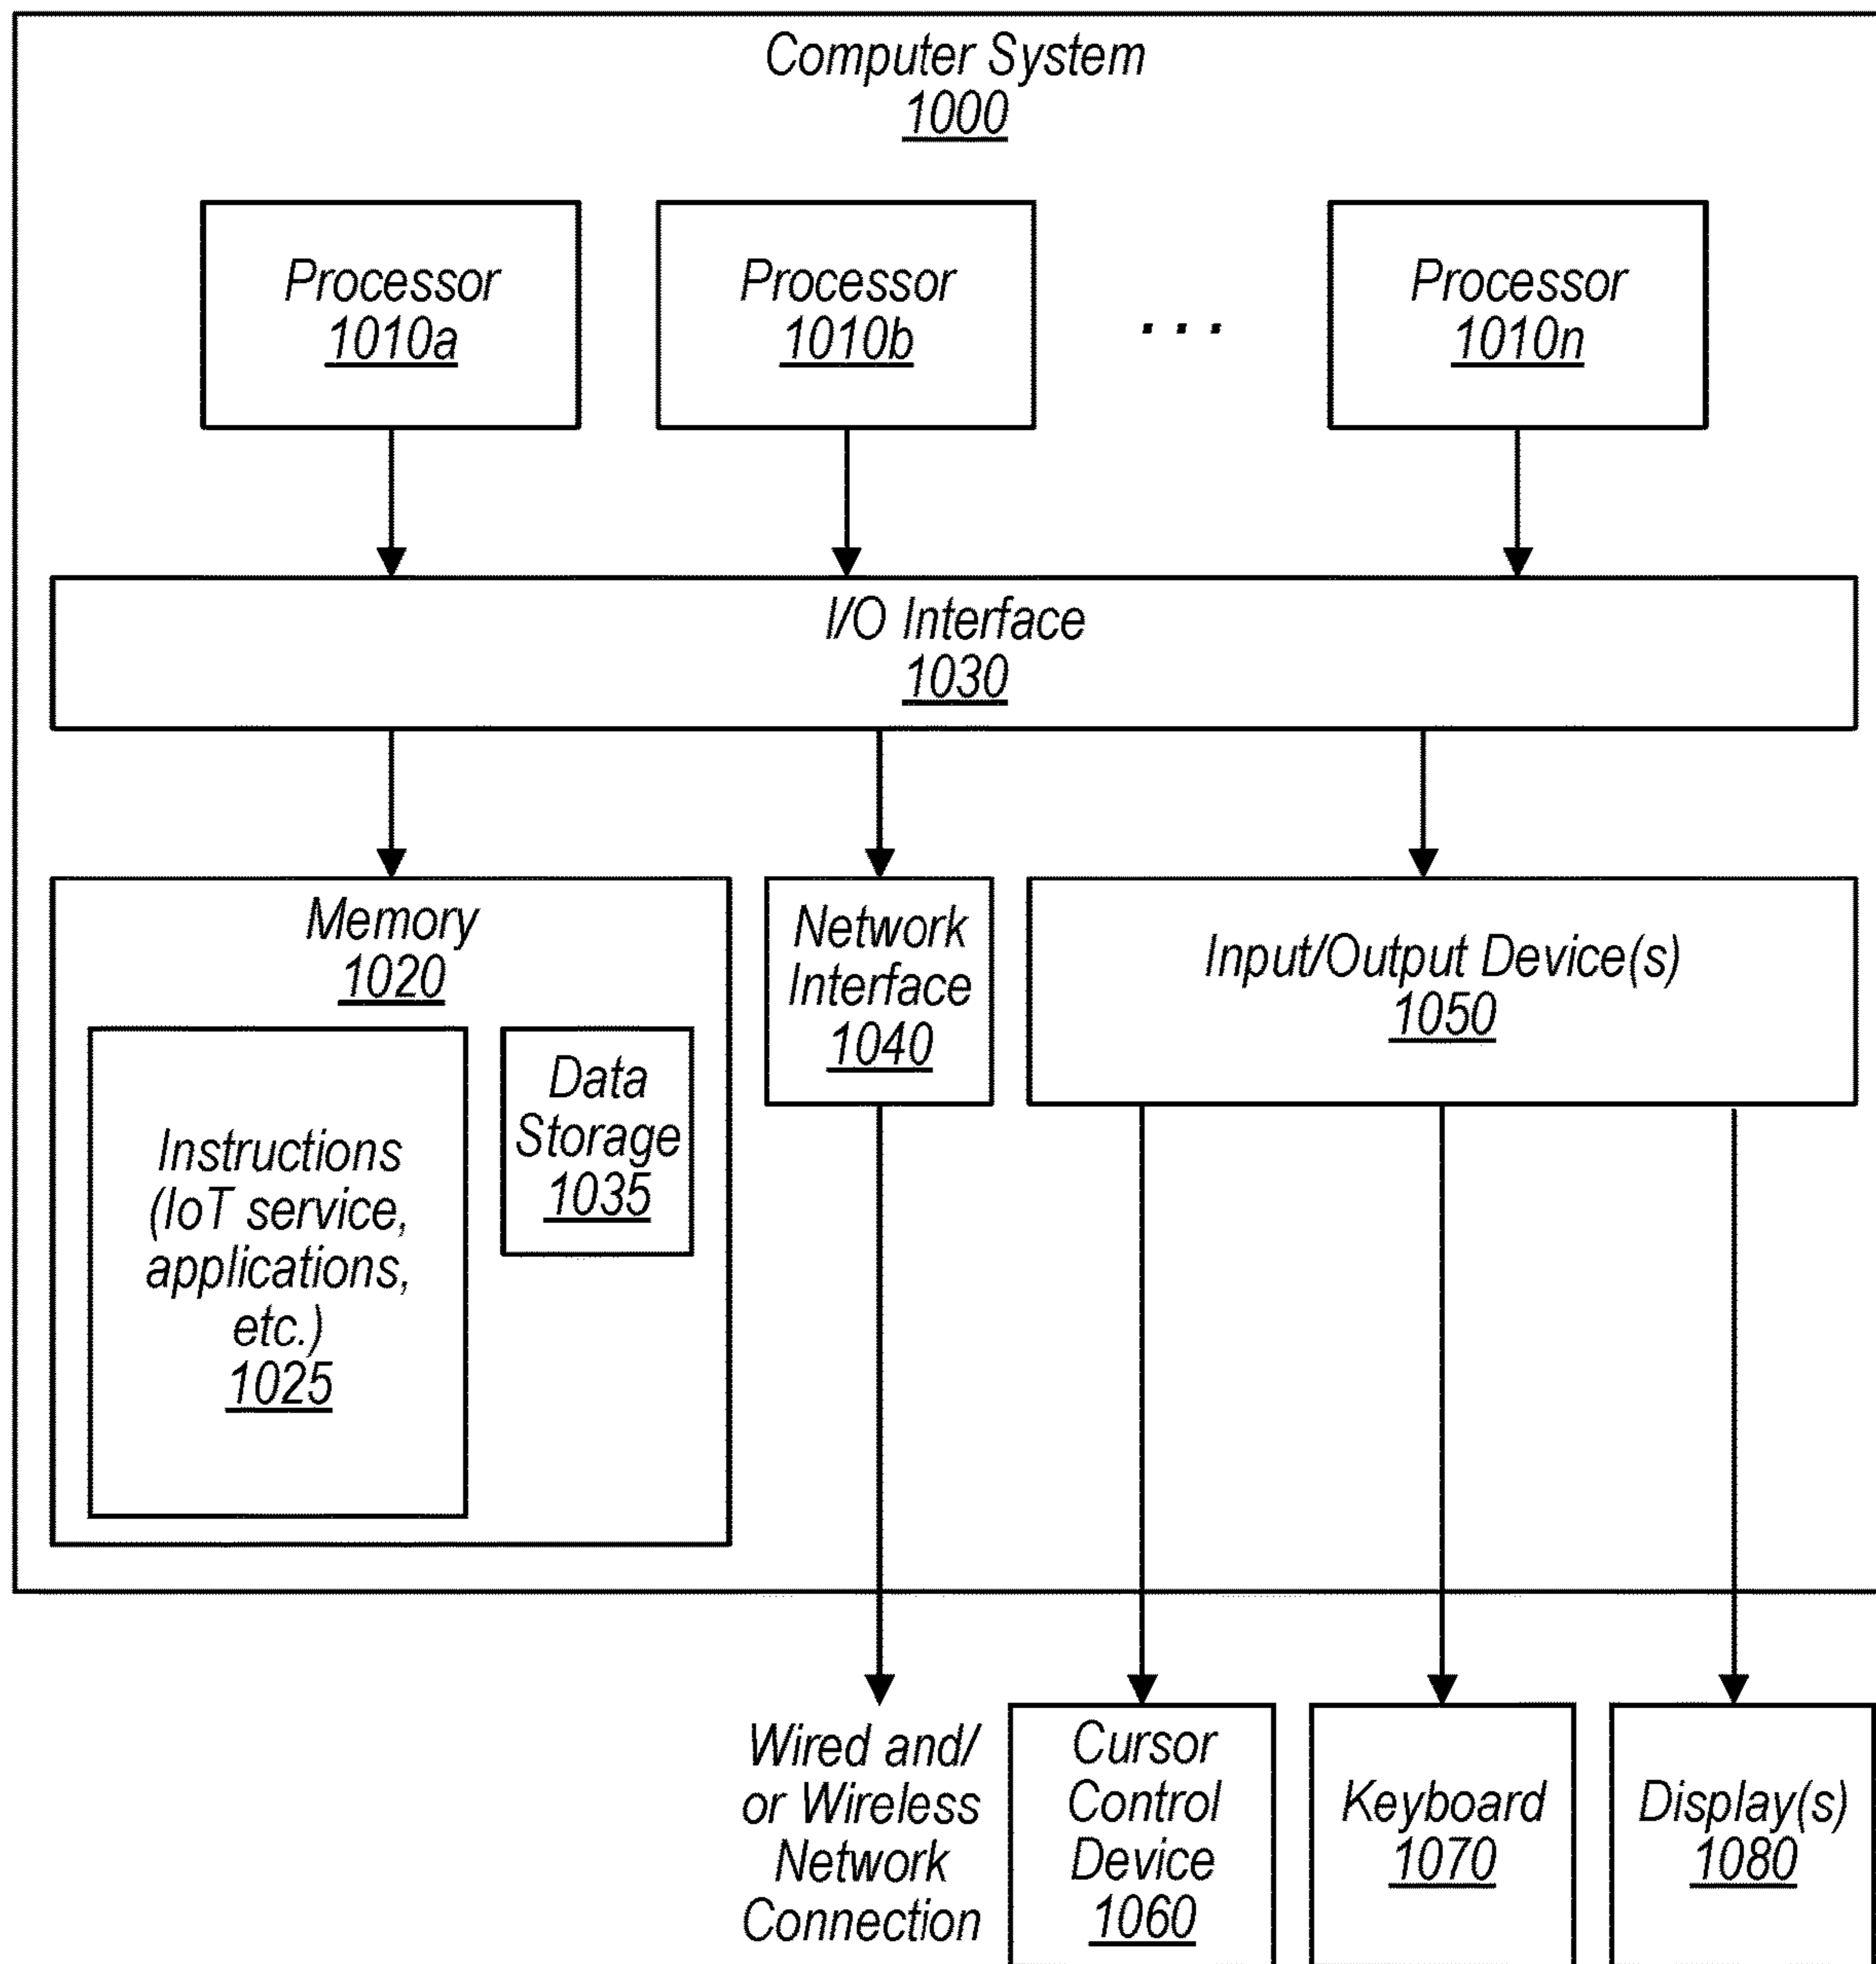 Computer System
1000
Processor
1010a
Processor
1010b
. . .
Processor
1010n
I/O Interface
1030
Memory
1020
Instructions
(IoT service,
applications,
etc.)
1025
Data
Storage
1035
Network
Interface
1040
Input/Output Device(s)
1050
Wired and/
or Wireless
Network
Connection
Cursor
Control
Device
1060
Keyboard
1070
Display(s)
1080